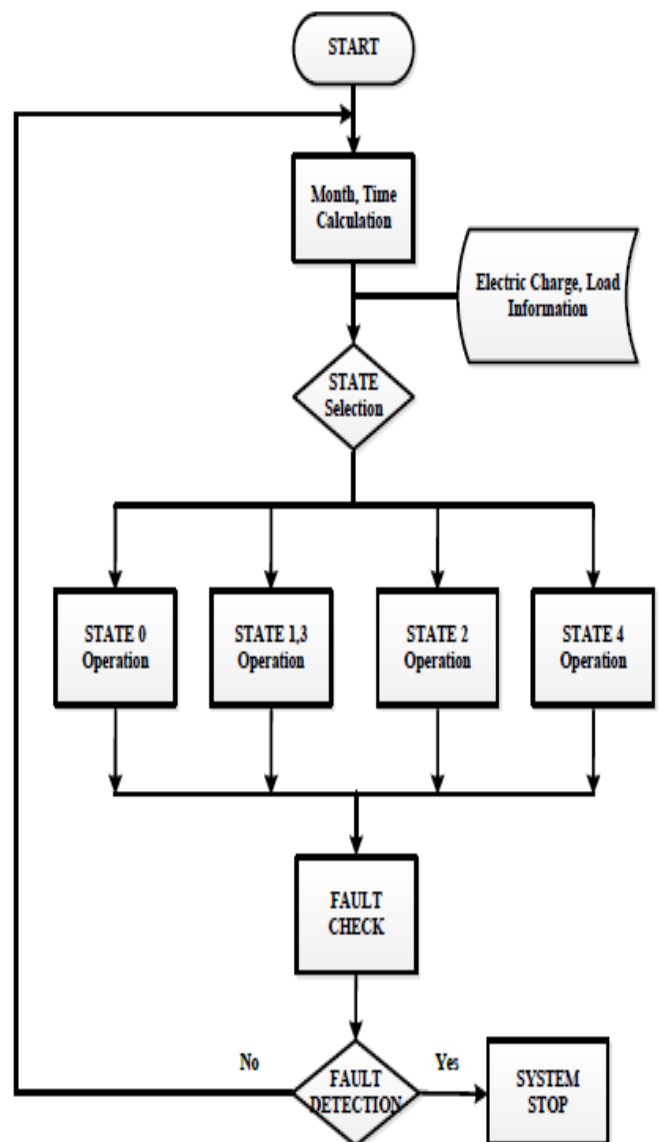 START
Month, Time
Calculation
Electric Charge, Load
Information
STATE
Selection
STATE 0
Operation
STATE 1,3
Operation
STATE 2
Operation
STATE 4
Operation
FAULT
CHECK
No
FAULT
DETECTION
Yes
SYSTEM
STOP